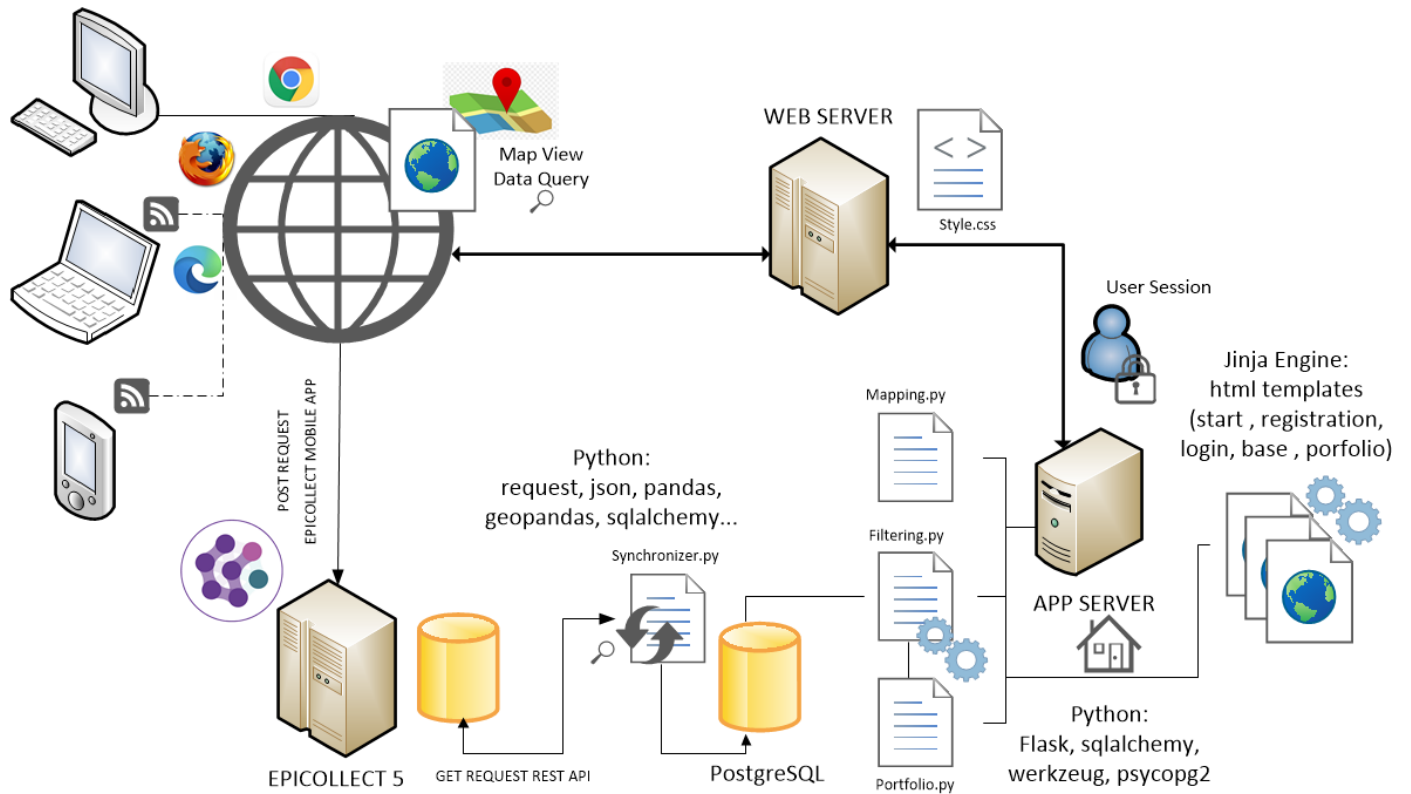 WEB SERVER
Map View
Data Query
Style.css
User Session
Jinja Engine:
html templates
(start , registration,
login, base , porfolio)
Mapping.py
POST REQUEST
EPICOLLECT MOBILE APP
Python:
request, json, pandas,
geopandas, sqlalchemy...
Synchronizer.py
Filtering.py
APP SERVER
Python:
Flask, sqlalchemy,
werkzeug, psycopg2
EPICOLLECT 5
GET REQUEST REST API
PostgreSQL
Portfolio.py